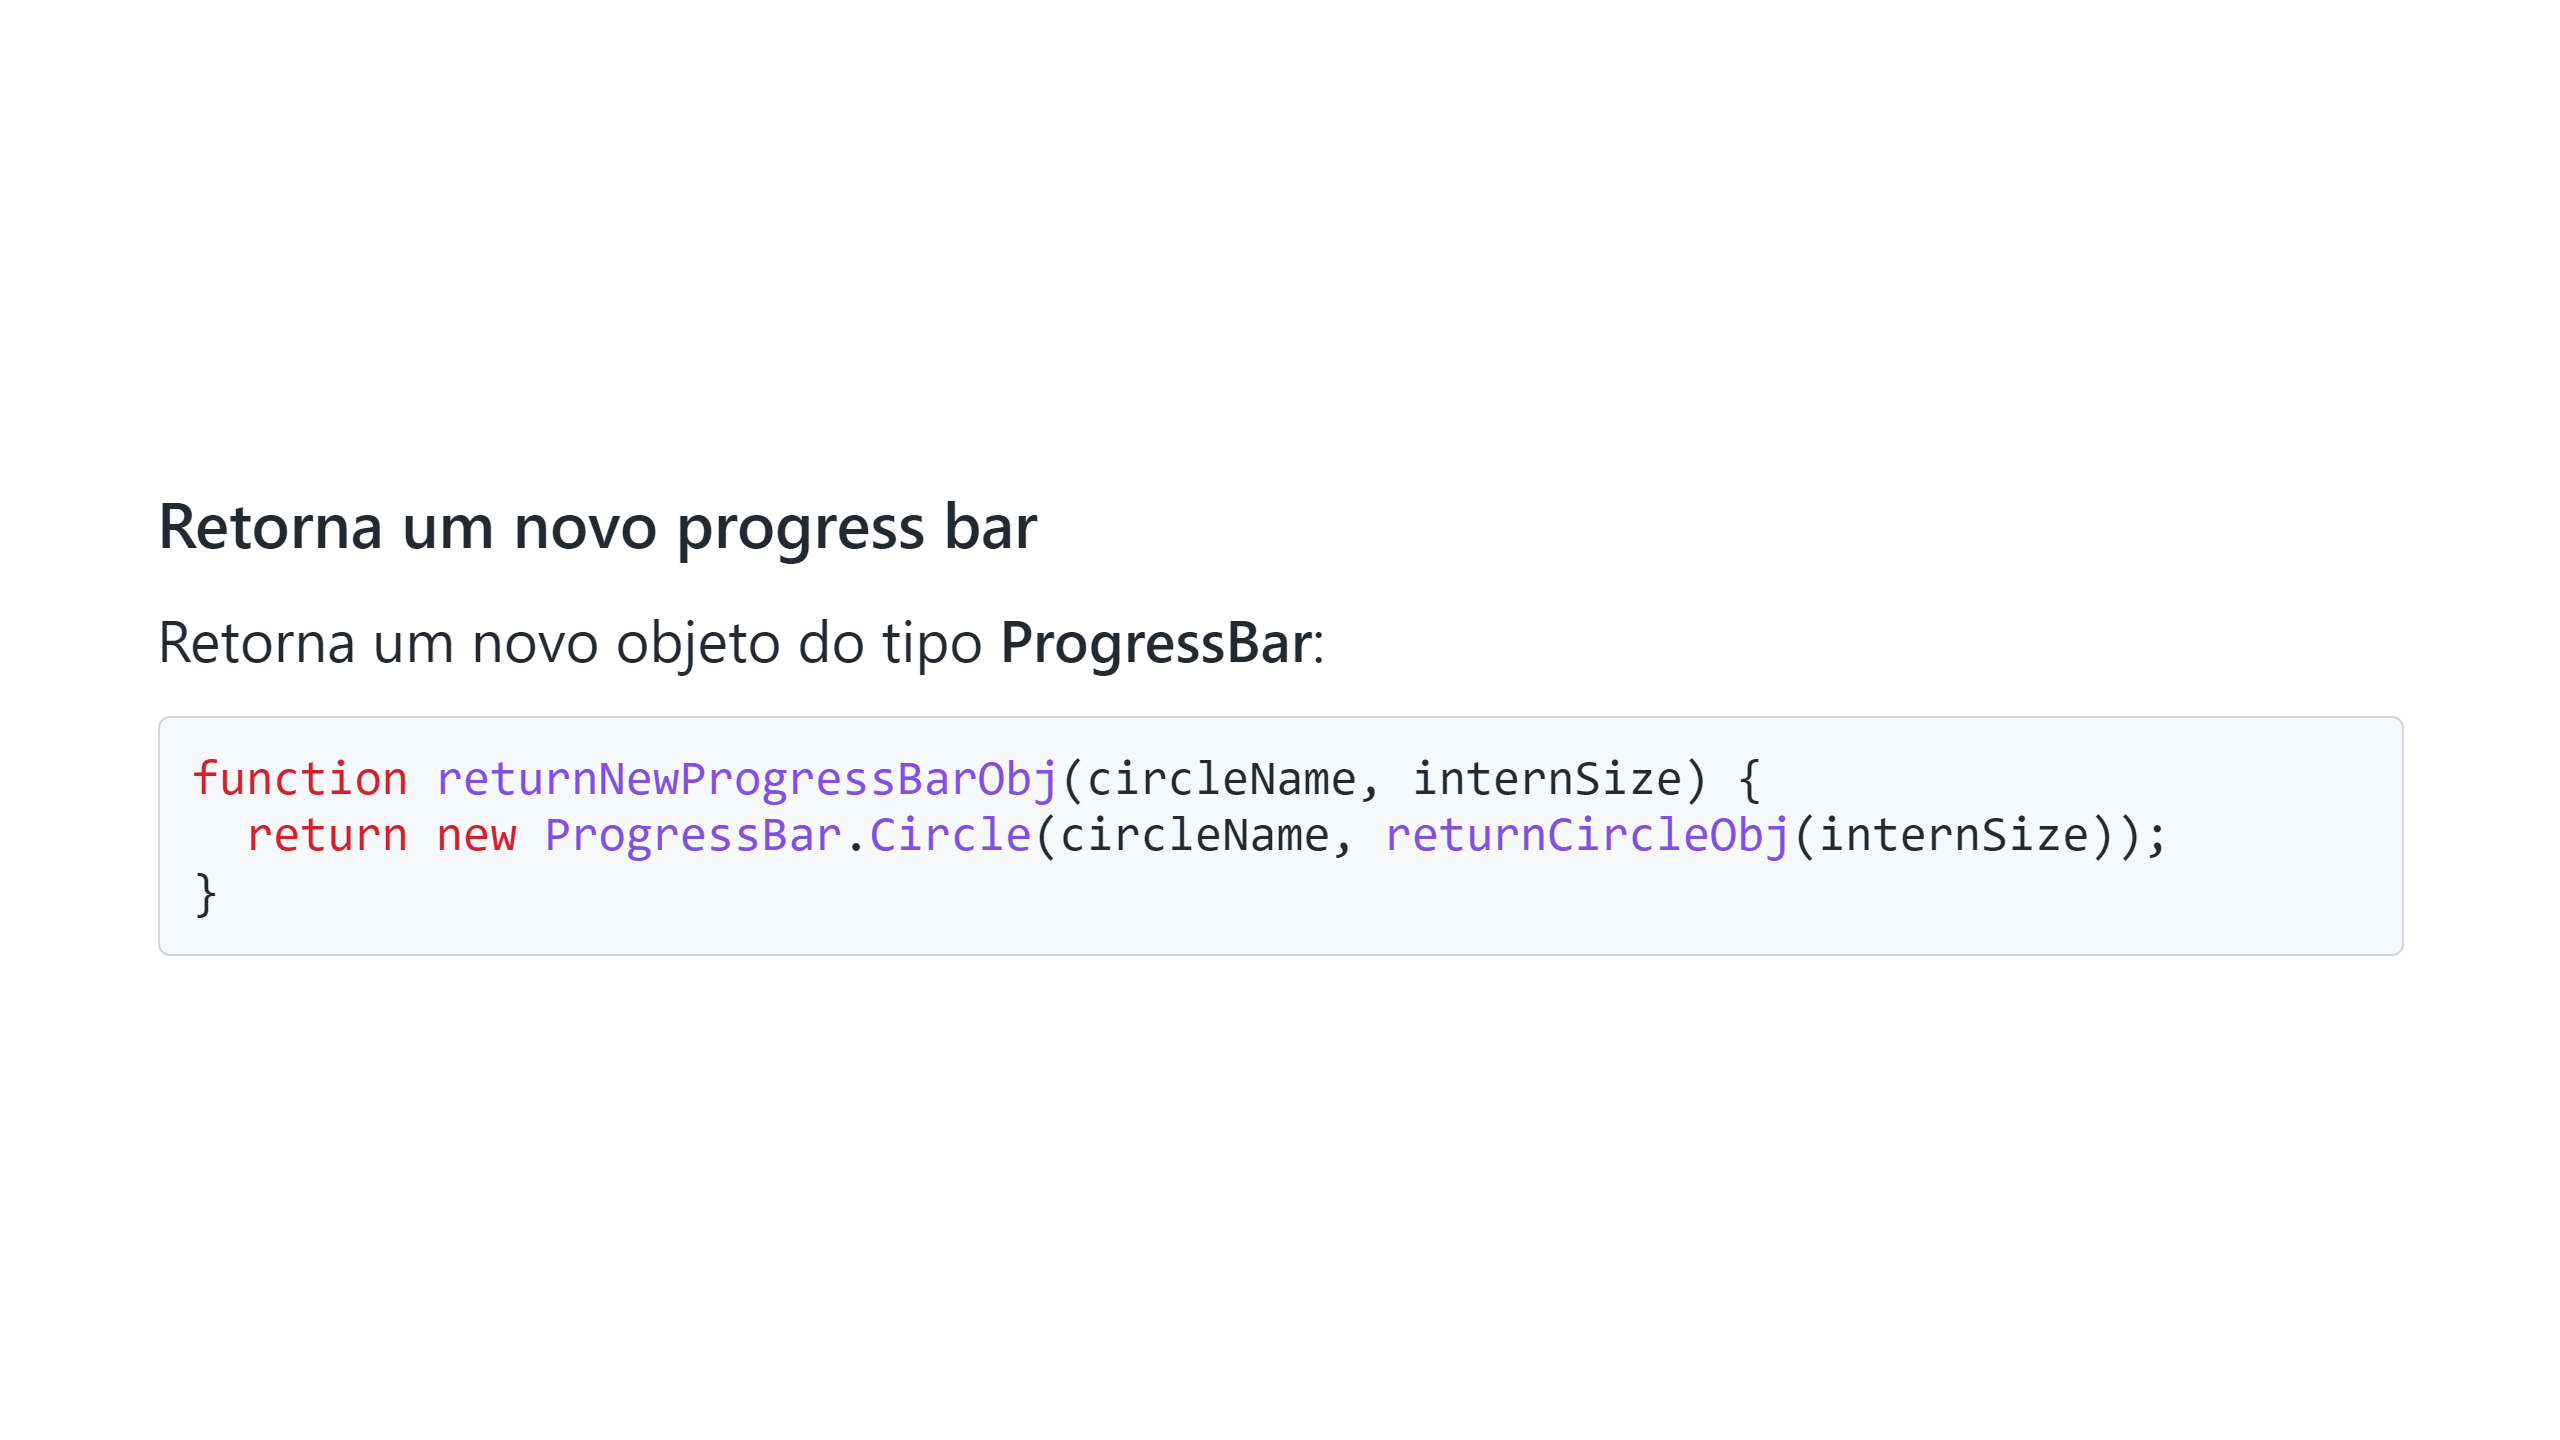 Retorna um novo progress bar
Retorna um novo objeto do tipo ProgressBar:
function returnNewProgressBarObj(circleName, internSize) {
  return new ProgressBar.Circle(circleName, returnCircleObj(internSize));
}